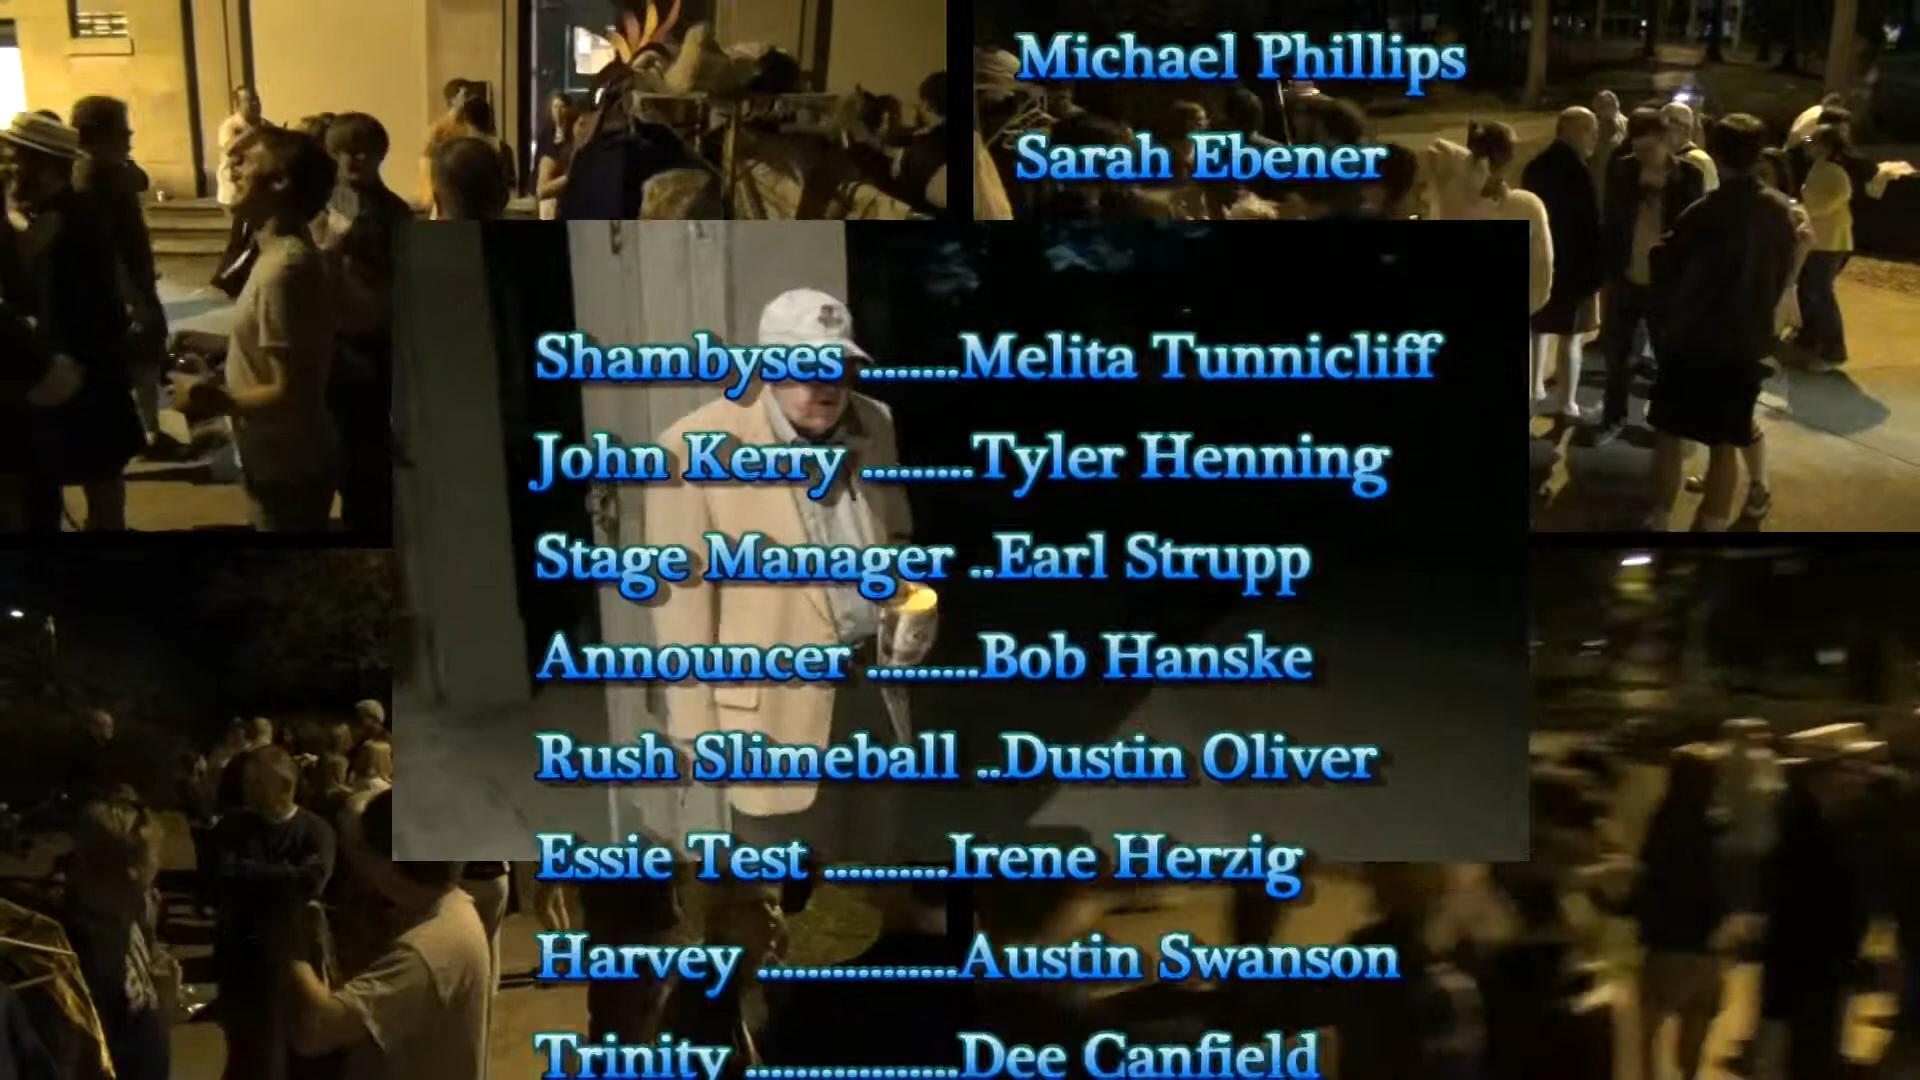 Michael Phillips
Sarah Ebener
Shambyses ........Melita Tunnicliff
John Kerry .........Tyler Henning
Stage Manager ..Earl Strupp
Announcer .........Bob Hanske
Rush Slimeball ..Dustin Oliver
Essie Test ..........Irene Herzig
Harvey ................Austin Swanson
Trinity .................Dee Canfield